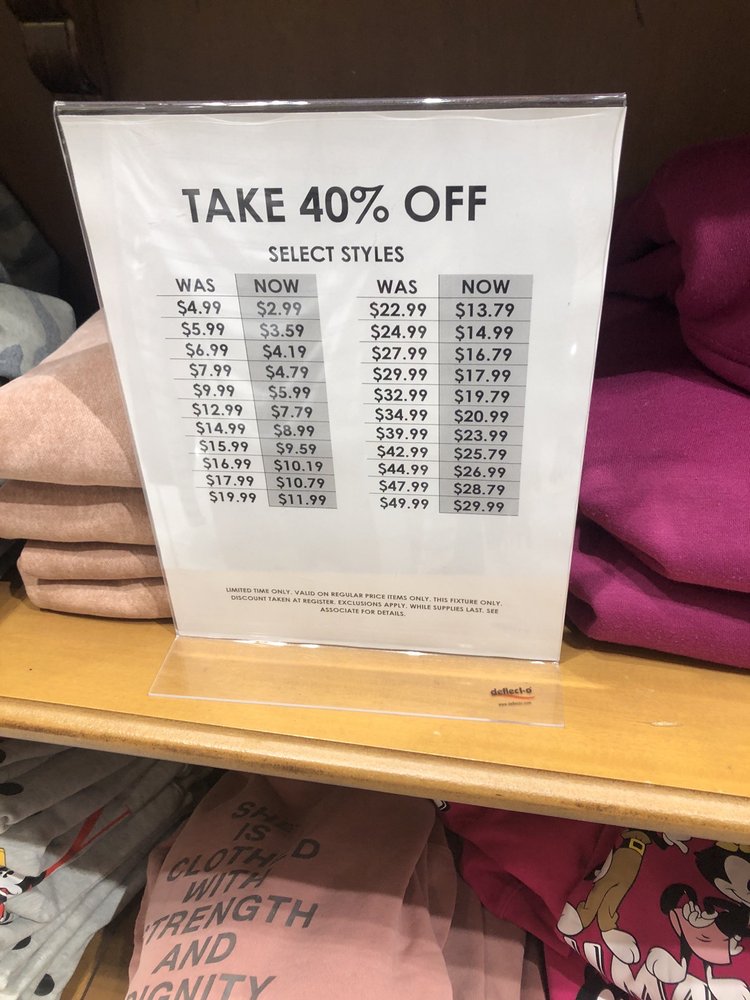 TAKE 40% OFF
SELECT STYLES
WAS NOW WAS NOW
$4.99 $2.99 $22.99 $13.79
$5.99 $3.59 $24.99 $14.99
$6.99 $4.19 $27.99 $16.79
$7.99 $4.79 $29.99 $17.99
$9.99 $5.99 $32.99 $19.79
$12.99 $7.79 $34.99 $20.99
$14.99 $8.99 $39.99 $23.99
$15.99 $9.59 $42.99 $25.79
$16.99 $10.19 $44.99 $26.99
$17.99 $10.79 $47.99 $28.79
$19.99 $11.99 $49.99 $29.99
LIMITED TIME ONLY. VALID ON REGULAR PRICE ITEMS ONLY. THIS FIXTURE ONLY.
DISCOUNT TAKEN AT REGISTER. EXCLUSIONS APPLY. WHILE SUPPLIES LAST. SEE
ASSOCIATE FOR DETAILS.
deflect-o
SHE
IS
CLOTHED
WITH
STRENGTH
AND
DIGNITY